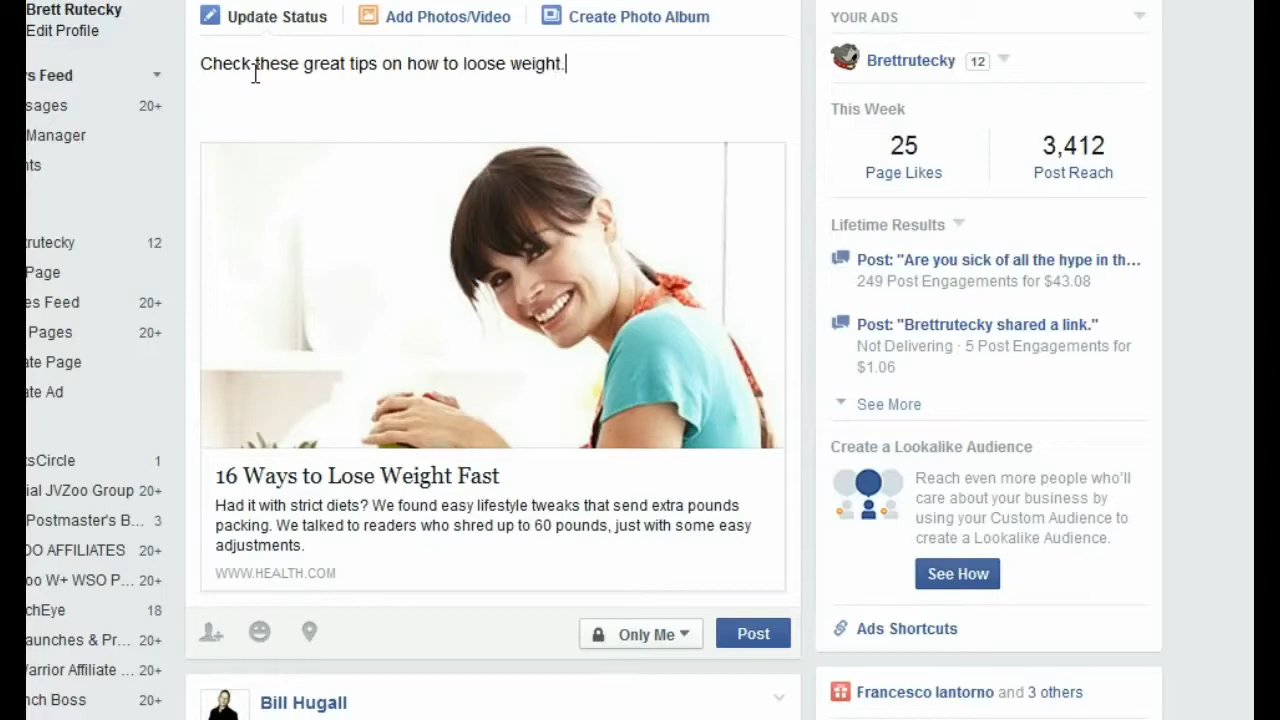 Brett Rutecky
Edit Profile
s Feed
sages 20+
Manager
nts
trutecky 12
Page
es Feed 20+
Pages 20+
ate Page
ate Ad
tsCircle 1
ial JVZoo Group 20+
Postmaster's B... 3
OO AFFILIATES 20+
oo W+ WSO P... 20+
chEye 18
aunches & Pr... 20+
arrior Affiliate ... 20+
nch Boss 20+
Update Status
Add Photos/Video
Create Photo Album
Check these great tips on how to loose weight.
16 Ways to Lose Weight Fast
Had it with strict diets? We found easy lifestyle tweaks that send extra pounds
packing. We talked to readers who shred up to 60 pounds, just with some easy
adjustments.
WWW.HEALTH.COM
Only Me
Post
Bill Hugall
YOUR ADS
Brettrutecky 12
This Week
25
Page Likes
3,412
Post Reach
Lifetime Results
Post: "Are you sick of all the hype in th...
249 Post Engagements for $43.08
Post: "Brettrutecky shared a link."
Not Delivering · 5 Post Engagements for
$1.06
See More
Create a Lookalike Audience
Reach even more people who'll
care about your business by
using your Custom Audience to
create a Lookalike Audience.
See How
Ads Shortcuts
Francesco Iantorno and 3 others